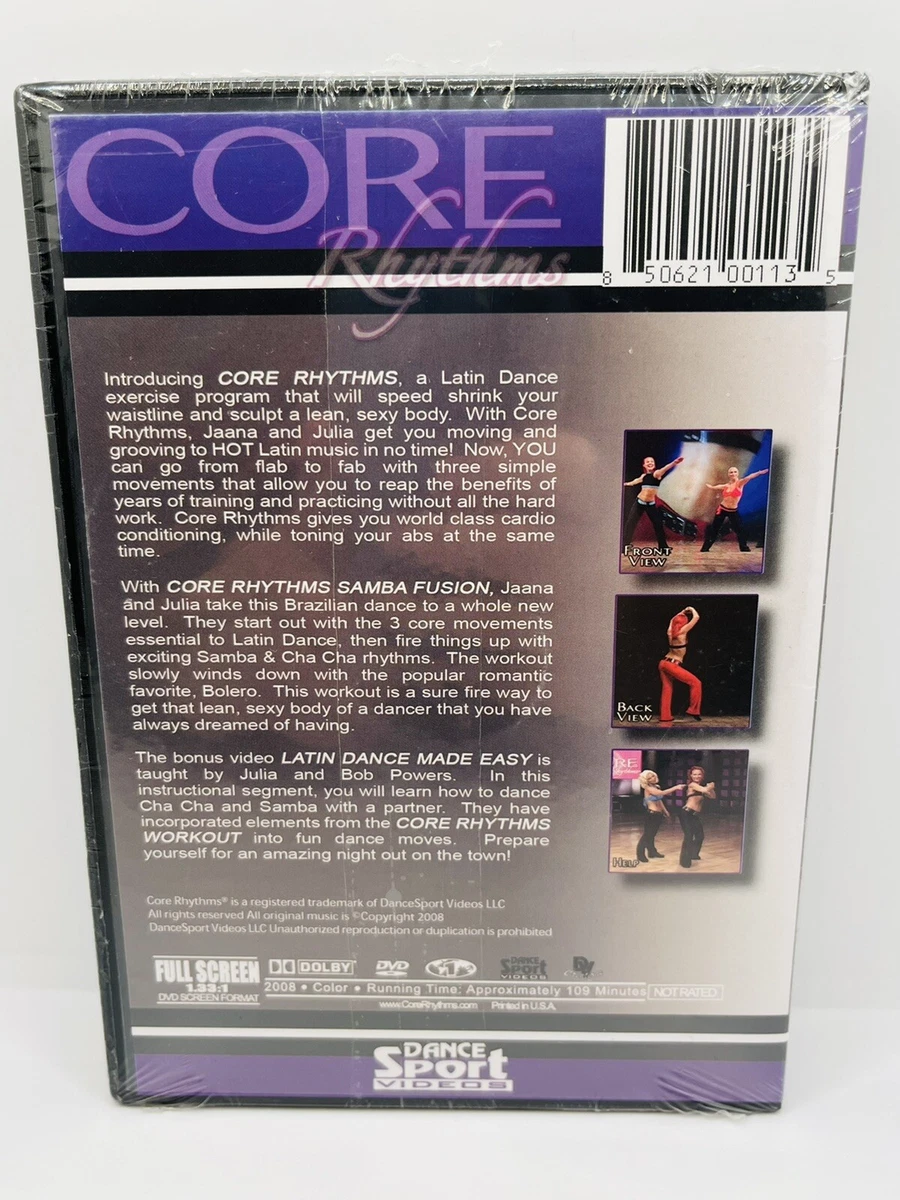 CORE
Rhythms
8 50621 00113 5
Introducing CORE RHYTHMS, a Latin Dance
exercise program that will speed shrink your
waistline and sculpt a lean, sexy body. With Core
Rhythms, Jaana and Julia get you moving and
grooving to HOT Latin music in no time! Now, YOU
can go from flab to fab with three simple
movements that allow you to reap the benefits of
years of training and practicing without all the hard
work. Core Rhythms gives you world class cardio
conditioning, while toning your abs at the same
time.
With CORE RHYTHMS SAMBA FUSION, Jaana
and Julia take this Brazilian dance to a whole new
level. They start out with the 3 core movements
essential to Latin Dance, then fire things up with
exciting Samba & Cha Cha rhythms. The workout
slowly winds down with the popular romantic
favorite, Bolero. This workout is a sure fire way to
get that lean, sexy body of a dancer that you have
always dreamed of having.
The bonus video LATIN DANCE MADE EASY is
taught by Julia and Bob Powers. In this
instructional segment, you will learn how to dance
Cha Cha and Samba with a partner. They have
incorporated elements from the CORE RHYTHMS
WORKOUT into fun dance moves. Prepare
yourself for an amazing night out on the town!
FRONT
VIEW
BACK
VIEW
HELP
Core Rhythms® is a registered trademark of DanceSport Videos LLC
All rights reserved All original music is ©Copyright 2008
DanceSport Videos LLC Unauthorized reproduction or duplication is prohibited
FULL SCREEN
1.33:1
DVD SCREEN FORMAT
DOLBY
DVD
1
DANCE
Sport
VIDEOS
2008 • Color • Running Time: Approximately 109 Minutes NOT RATED
www.CoreRhythms.com Printed in U.S.A.
DANCE
Sport
VIDEOS